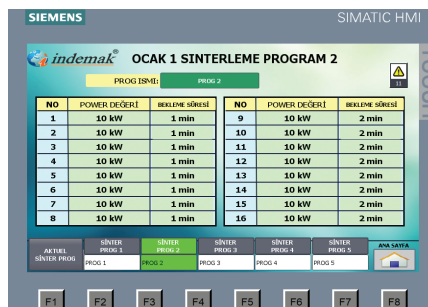 SIEMENS
SIMATIC HMI
indemak® OCAK 1 SINTERLEME PROGRAM 2
PROG ISMI: PROG 2
11
NO POWER DEĞERİ BEKLEME SÜRESİ NO POWER DEĞERİ BEKLEME SÜRESİ
1 10 kW 1 min 9 10 kW 2 min
2 10 kW 1 min 10 10 kW 2 min
3 10 kW 1 min 11 10 kW 2 min
4 10 kW 1 min 12 10 kW 2 min
5 10 kW 1 min 13 10 kW 2 min
6 10 kW 1 min 14 10 kW 2 min
7 10 kW 1 min 15 10 kW 2 min
8 10 kW 1 min 16 10 kW 2 min
AKTUEL SİNTER PROG
SİNTER PROG 1
SİNTER PROG 2
SİNTER PROG 3
SİNTER PROG 4
SİNTER PROG 5
ANA SAYFA
PROG 1 PROG 2 PROG 3 PROG 4 PROG 5
F1 F2 F3 F4 F5 F6 F7 F8